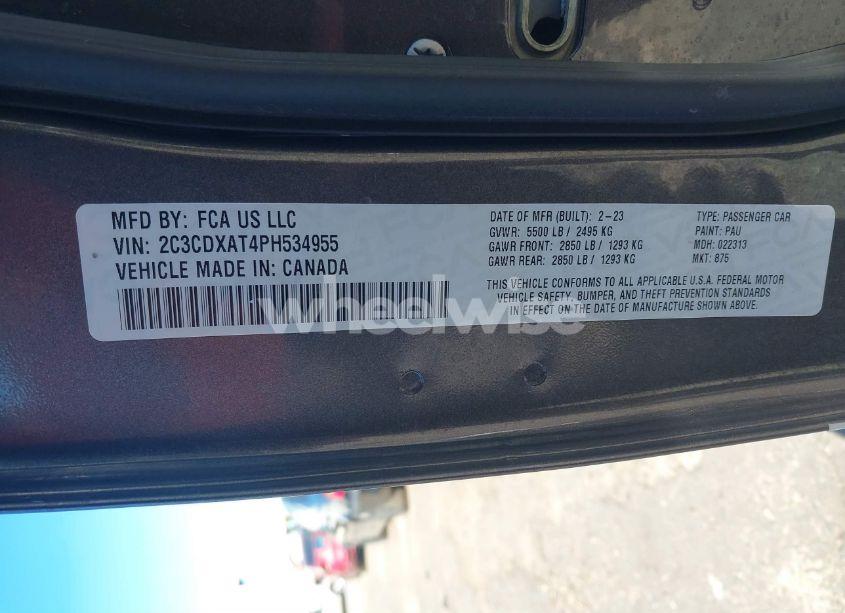 MFD BY: FCA US LLC
VIN: 2C3CDXAT4PH534955
VEHICLE MADE IN: CANADA
DATE OF MFR (BUILT): 2-23
GVWR: 5500 LB / 2495 KG
GAWR FRONT: 2850 LB / 1293 KG
GAWR REAR: 2850 LB / 1293 KG
TYPE: PASSENGER CAR
PAINT: PAU
MDH: 022313
MKT: 875
THIS VEHICLE CONFORMS TO ALL APPLICABLE U.S.A. FEDERAL MOTOR
VEHICLE SAFETY, BUMPER, AND THEFT PREVENTION STANDARDS
IN EFFECT ON THE DATE OF MANUFACTURE SHOWN ABOVE.
wheelwise